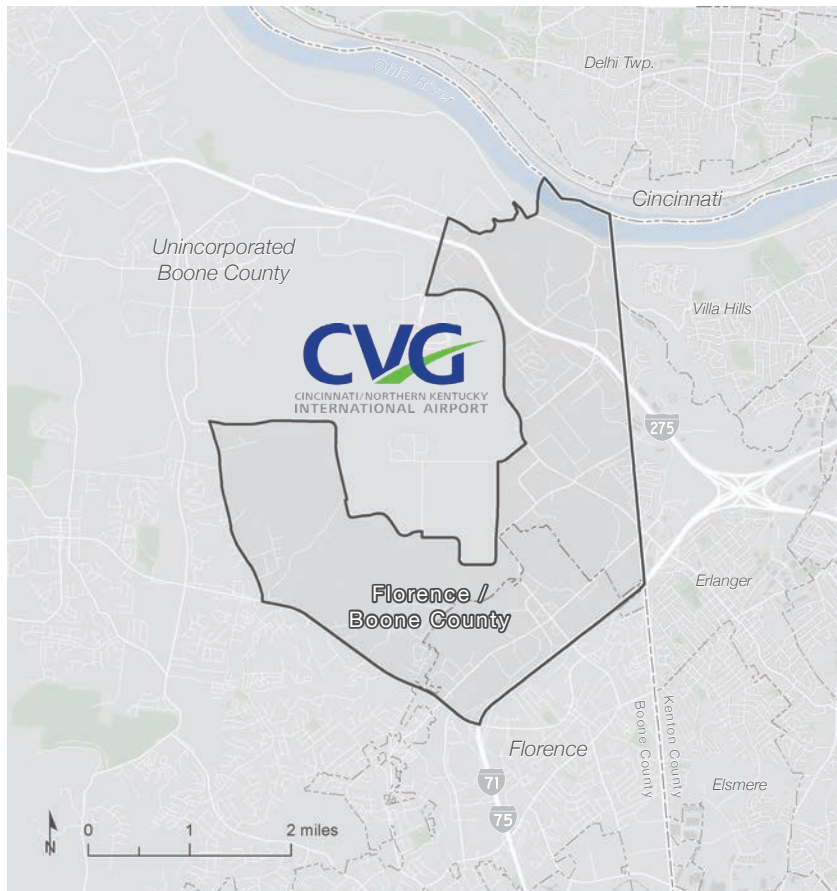 Delhi Twp.
Ohio River
Cincinnati
Unincorporated
Boone County
Villa Hills
CVG
CINCINNATI/NORTHERN KENTUCKY
INTERNATIONAL AIRPORT
275
Erlanger
Florence /
Boone County
Kenton County
Boone County
Florence
71
Elsmere
75
0 1 2 miles
N